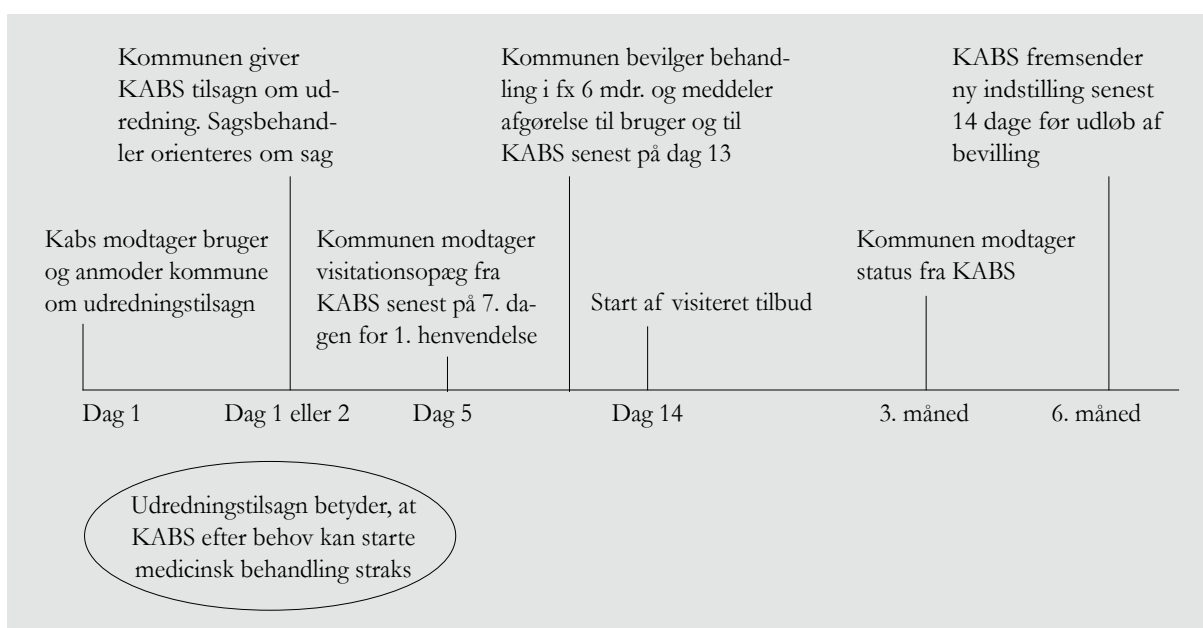 Kommunen giver
KABS tilsagn om ud-
redning. Sagsbehand-
ler orienteres om sag
Kommunen bevilger behand-
ling i fx 6 mdr. og meddeler
afgørelse til bruger og til
KABS senest på dag 13
KABS fremsender
ny indstilling senest
14 dage før udløb af
bevilling
Kabs modtager bruger
og anmoder kommune
om udredningstilsagn
Kommunen modtager
visitationsopæg fra
KABS senest på 7. da-
gen for 1. henvendelse
Start af visiteret tilbud
Kommunen modtager
status fra KABS
Dag 1
Dag 1 eller 2
Dag 5
Dag 14
3. måned
6. måned
Udredningstilsagn betyder, at
KABS efter behov kan starte
medicinsk behandling straks